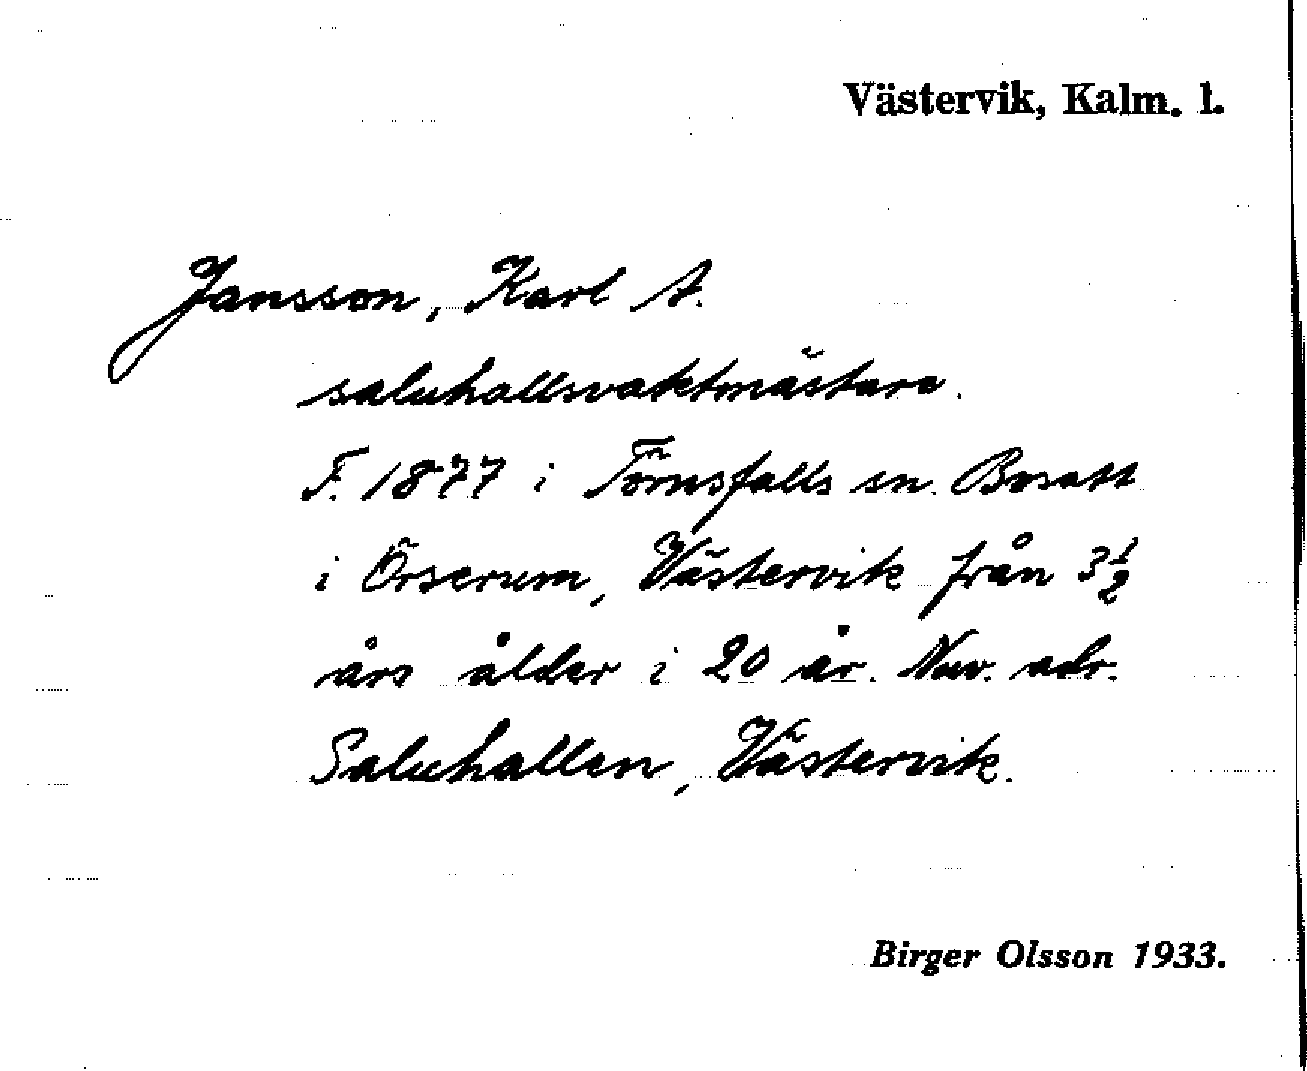 Västervik, Kalm. l.
Jansson, Karl A.
saluhallsvaktmästare.
F. 1877 i Törnsfalls sn. Bosatt
i Örserum, Västervik från 3½
års ålder i 20 år. Nuv. adr.
Saluhallen, Västervik.
Birger Olsson 1933.